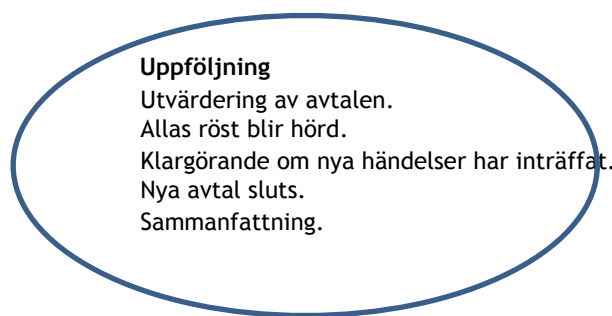 Uppföljning
Utvärdering av avtalen.
Allas röst blir hörd.
Klargörande om nya händelser har inträffat.
Nya avtal sluts.
Sammanfattning.